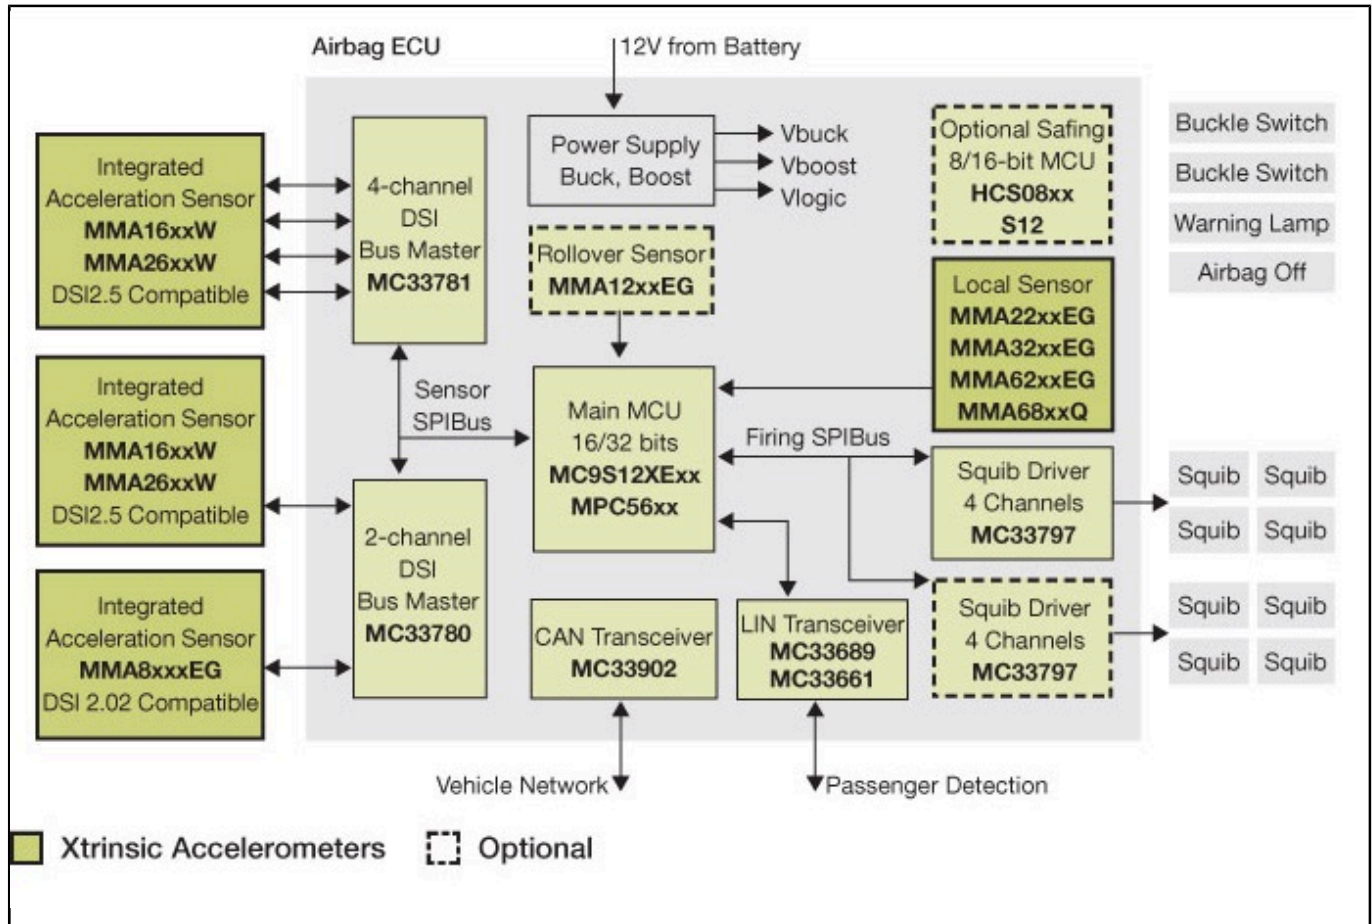 Airbag ECU
12V from Battery
Integrated
Acceleration Sensor
MMA16xxW
MMA26xxW
DSI2.5 Compatible
4-channel
DSI
Bus Master
MC33781
Power Supply
Buck, Boost
Vbuck
Vboost
Vlogic
Optional Safing
8/16-bit MCU
HCS08xx
S12
Buckle Switch
Buckle Switch
Warning Lamp
Airbag Off
Rollover Sensor
MMA12xxEG
Local Sensor
MMA22xxEG
MMA32xxEG
MMA62xxEG
MMA68xxQ
Integrated
Acceleration Sensor
MMA16xxW
MMA26xxW
DSI2.5 Compatible
Sensor
SPIBus
Main MCU
16/32 bits
MC9S12XExx
MPC56xx
Firing SPIBus
Squib Driver
4 Channels
MC33797
Squib Squib
Squib Squib
2-channel
DSI
Bus Master
MC33780
Integrated
Acceleration Sensor
MMA8xxxEG
DSI 2.02 Compatible
CAN Transceiver
MC33902
LIN Transceiver
MC33689
MC33661
Squib Driver
4 Channels
MC33797
Squib Squib
Squib Squib
Vehicle Network
Passenger Detection
Xtrinsic Accelerometers
Optional